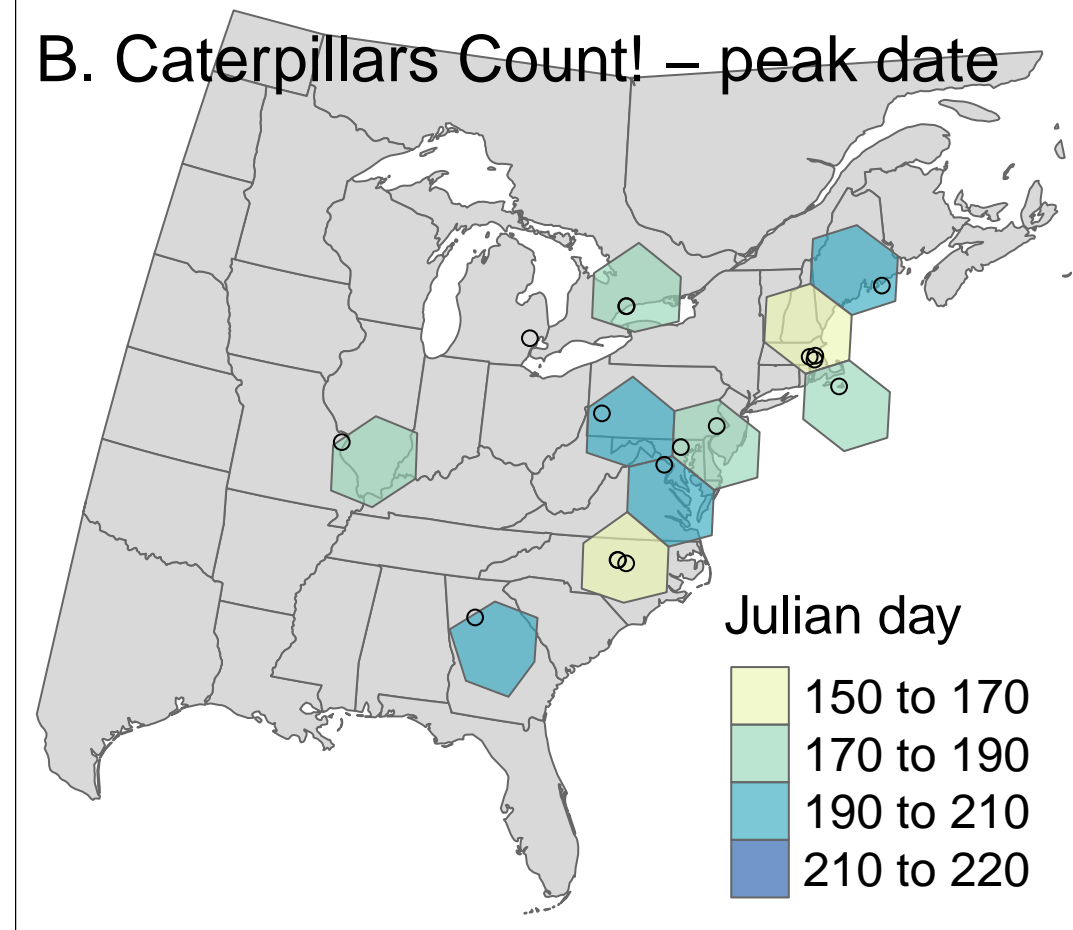 B. Caterpillars Count! – peak date
Julian day
150 to 170
170 to 190
190 to 210
210 to 220